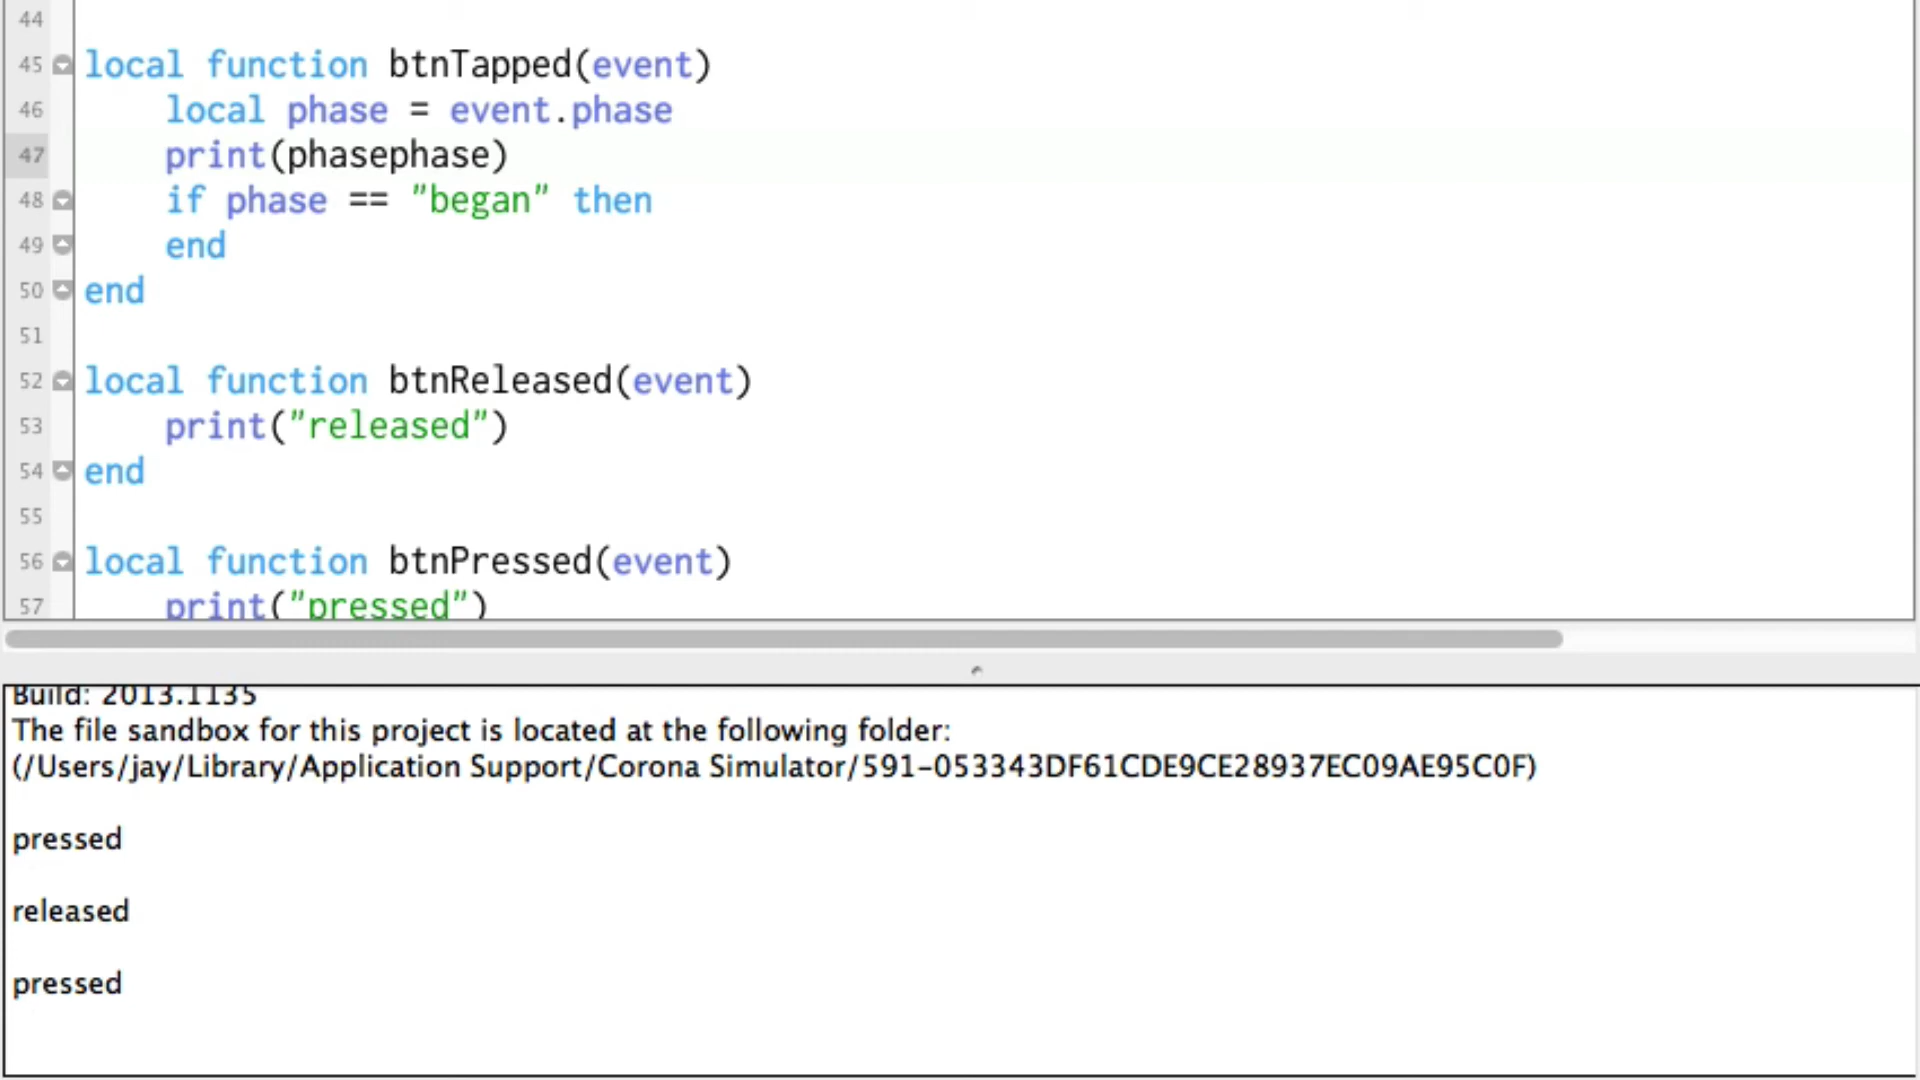 44
45 local function btnTapped(event)
46 local phase = event.phase
47 print(phasephase)
48 if phase == "began" then
49 end
50 end
51
52 local function btnReleased(event)
53 print("released")
54 end
55
56 local function btnPressed(event)
57 print("pressed")
Build: 2013.1135
The file sandbox for this project is located at the following folder:
(/Users/jay/Library/Application Support/Corona Simulator/591-053343DF61CDE9CE28937EC09AE95C0F)
pressed
released
pressed